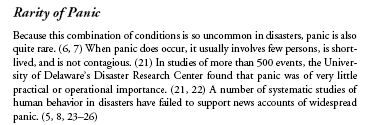 Rarity of Panic
Because this combination of conditions is so uncommon in disasters, panic is also
quite rare. (6, 7) When panic does occur, it usually involves few persons, is short-
lived, and is not contagious. (21) In studies of more than 500 events, the Univer-
sity of Delaware's Disaster Research Center found that panic was of very little
practical or operational importance. (21, 22) A number of systematic studies of
human behavior in disasters have failed to support news accounts of widespread
panic. (5, 8, 23–26)